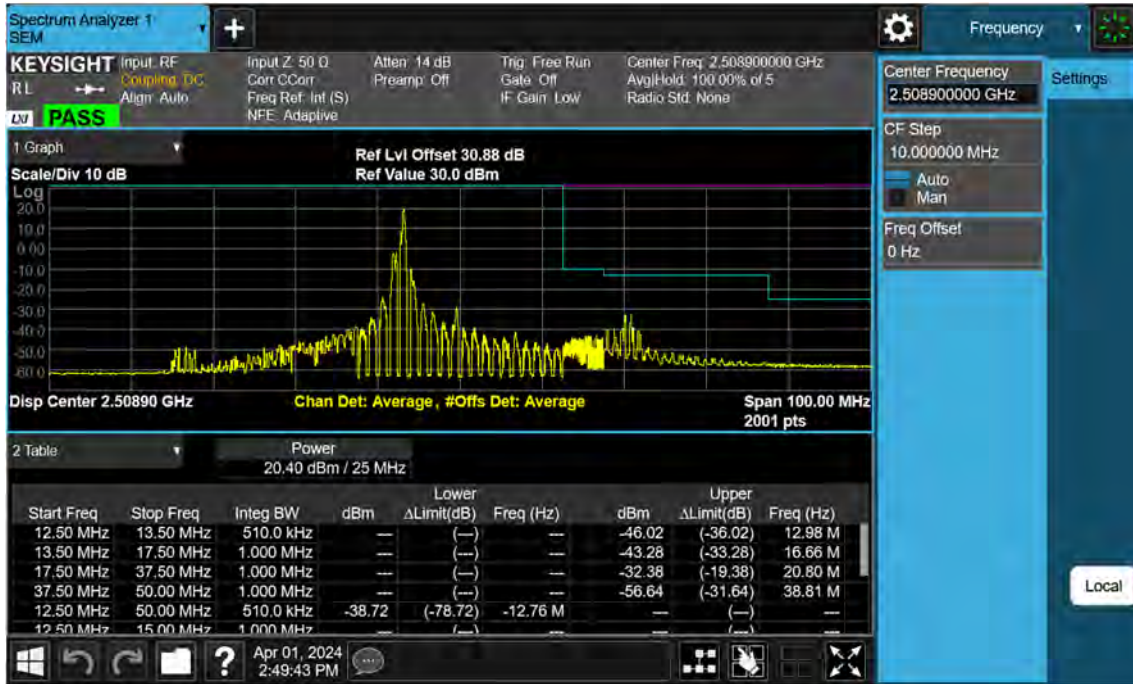 Spectrum Analyzer 1
SEM
Frequency
KEYSIGHT
RL
LXI PASS
Input: RF
Coupling: DC
Align: Auto
Input Z: 50 Ω
Corr CCorr
Freq Ref: Int (S)
NFE: Adaptive
Atten: 14 dB
Preamp: Off
Trig: Free Run
Gate: Off
IF Gain: Low
Center Freq: 2.508900000 GHz
Avg|Hold: 100.00% of 5
Radio Std: None
Center Frequency
2.508900000 GHz
Settings
CF Step
10.000000 MHz
Auto
Man
Freq Offset
0 Hz
Local
1 Graph
Scale/Div 10 dB
Ref Lvl Offset 30.88 dB
Ref Value 30.0 dBm
Log
20.0
10.0
0.00
-10.0
-20.0
-30.0
-40.0
-50.0
-60.0
Disp Center 2.50890 GHz
Chan Det: Average, #Offs Det: Average
Span 100.00 MHz
2001 pts
2 Table
Power
20.40 dBm / 25 MHz
Lower Upper
Start Freq Stop Freq Integ BW dBm ΔLimit(dB) Freq (Hz) dBm ΔLimit(dB) Freq (Hz)
12.50 MHz 13.50 MHz 510.0 kHz --- (---) --- -46.02 (-36.02) 12.98 M
13.50 MHz 17.50 MHz 1.000 MHz --- (---) --- -43.28 (-33.28) 16.66 M
17.50 MHz 37.50 MHz 1.000 MHz --- (---) --- -32.38 (-19.38) 20.80 M
37.50 MHz 50.00 MHz 1.000 MHz --- (---) --- -56.64 (-31.64) 38.81 M
12.50 MHz 50.00 MHz 510.0 kHz -38.72 (-78.72) -12.76 M --- (---) ---
12.50 MHz 15.00 MHz 1.000 MHz --- (---) --- --- (---) ---
?
Apr 01, 2024
2:49:43 PM